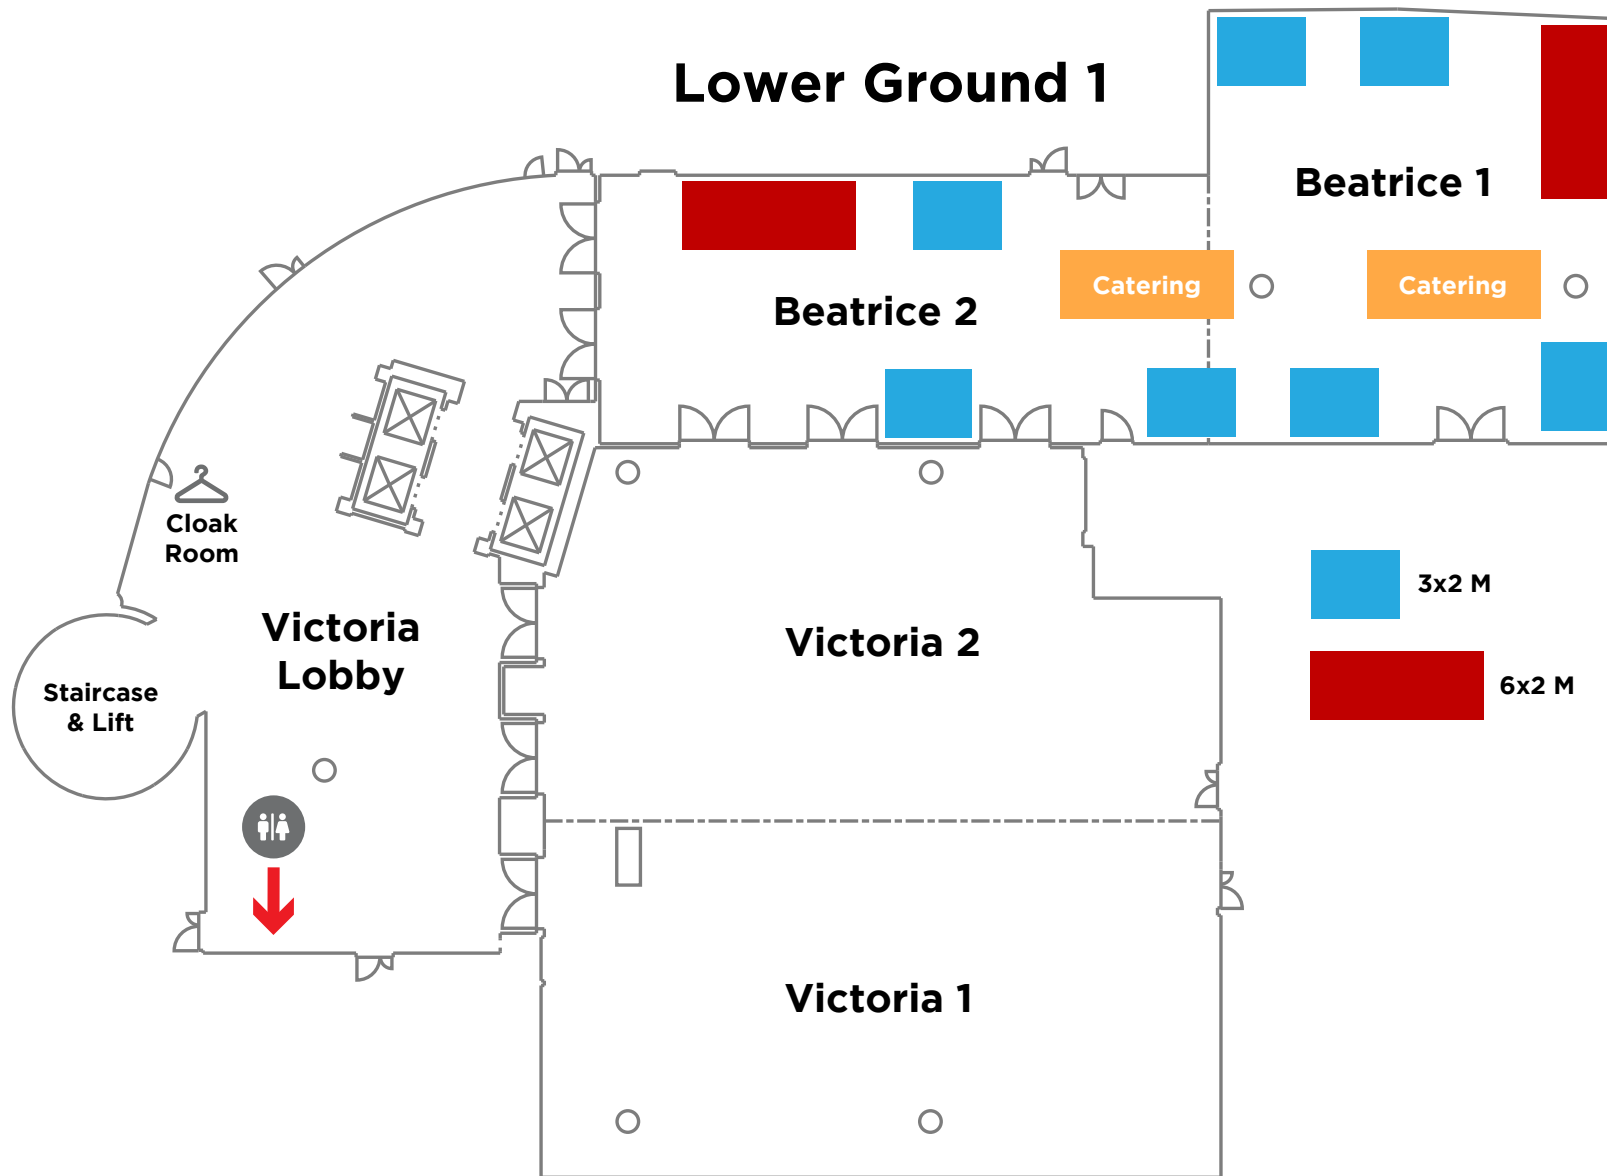 Lower Ground 1
Beatrice 1
Catering
Catering
Beatrice 2
Cloak
Room
3x2 M
Victoria
Lobby
Victoria 2
Staircase
& Lift
6x2 M
Victoria 1